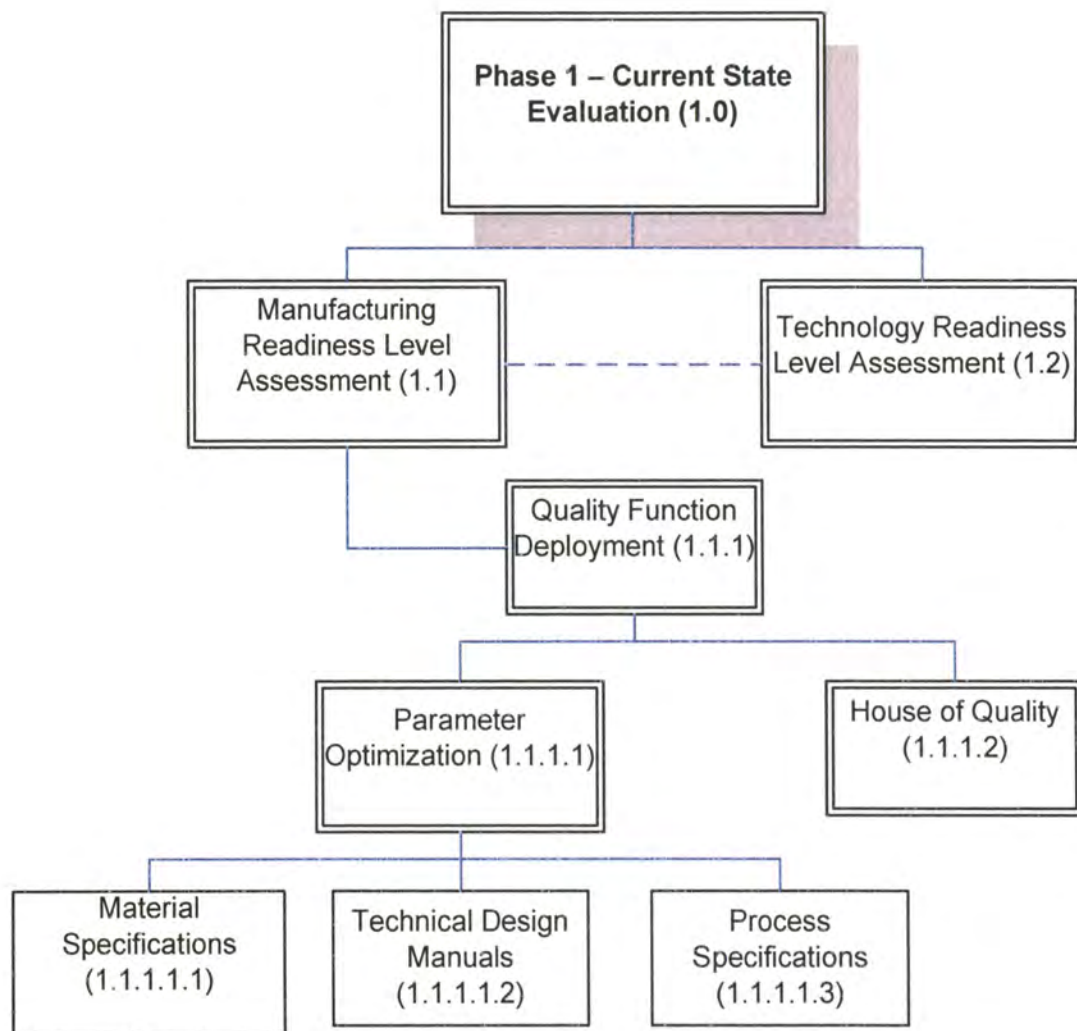 Phase 1 – Current State
Evaluation (1.0)
Manufacturing
Readiness Level
Assessment (1.1)
Technology Readiness
Level Assessment (1.2)
Quality Function
Deployment (1.1.1)
Parameter
Optimization (1.1.1.1)
House of Quality
(1.1.1.2)
Material
Specifications
(1.1.1.1.1)
Technical Design
Manuals
(1.1.1.1.2)
Process
Specifications
(1.1.1.1.3)